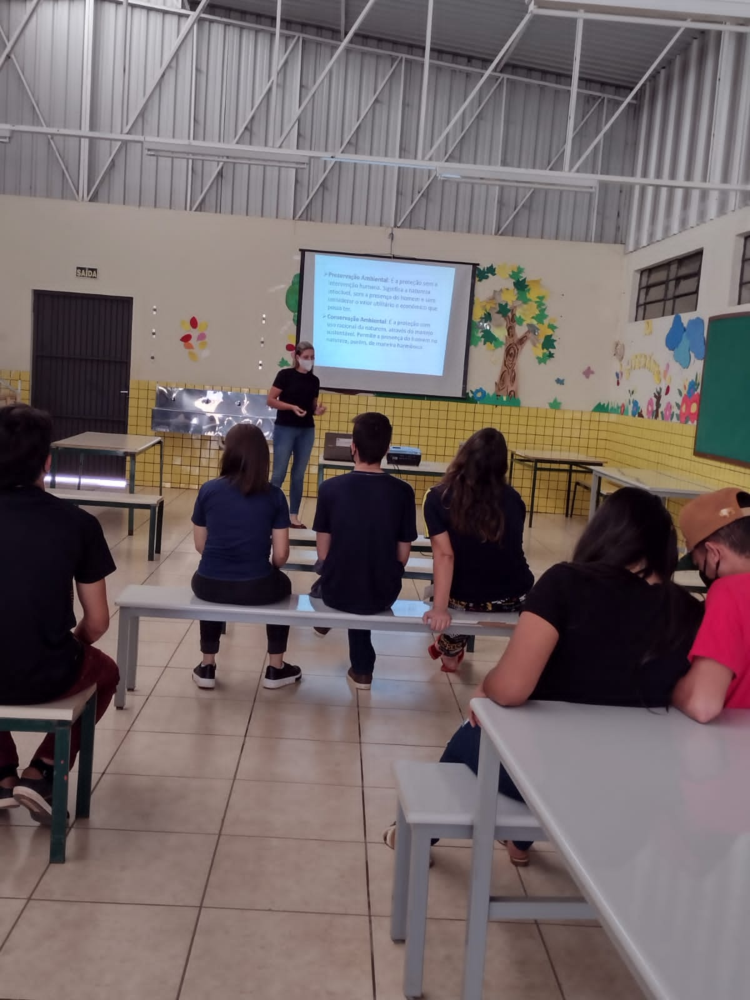 SAÍDA
➢Preservação Ambiental: É a proteção sem a
intervenção humana. Significa a natureza
intocável, sem a presença do homem e sem
considerar o valor utilitário e econômico que
possa ter.
➢Conservação Ambiental: É a proteção com
uso racional da natureza, através do manejo
sustentável. Permite a presença do homem na
natureza, porém, de maneira harmônica.